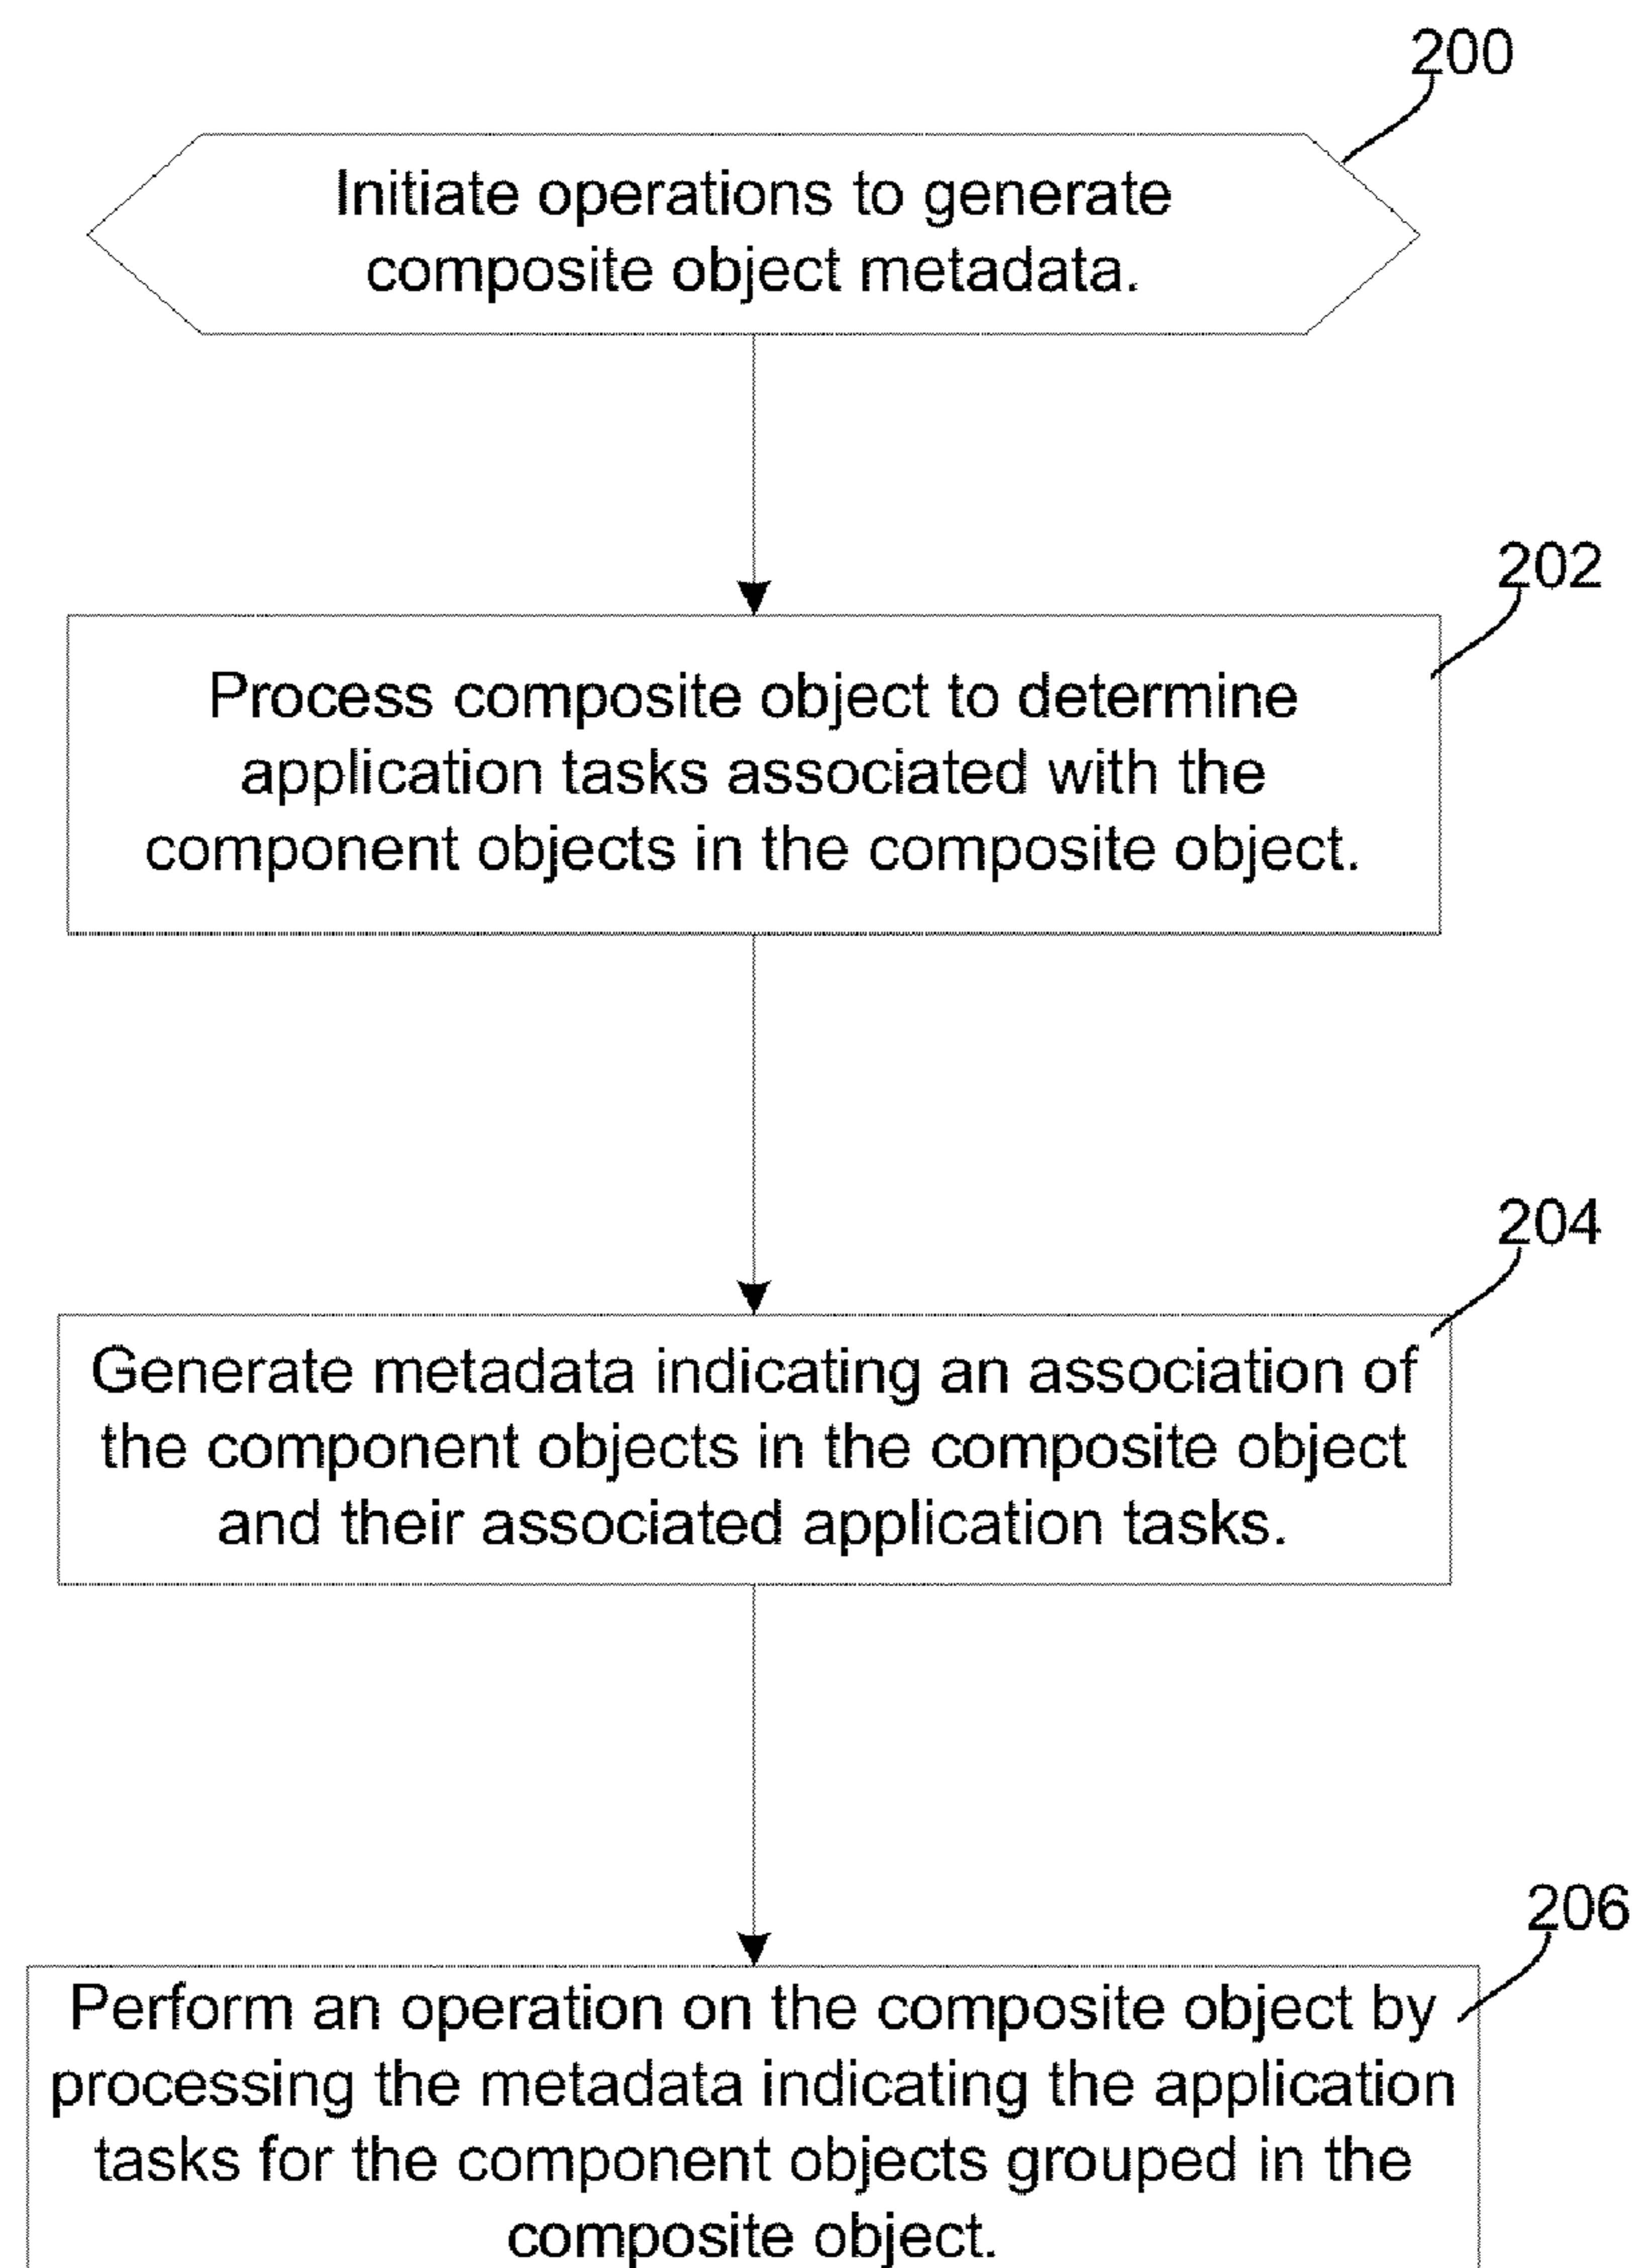 200
Initiate operations to generate
composite object metadata.
202
Process composite object to determine
application tasks associated with the
component objects in the composite object.
204
Generate metadata indicating an association of
the component objects in the composite object
and their associated application tasks.
206
Perform an operation on the composite object by
processing the metadata indicating the application
tasks for the component objects grouped in the
composite object.